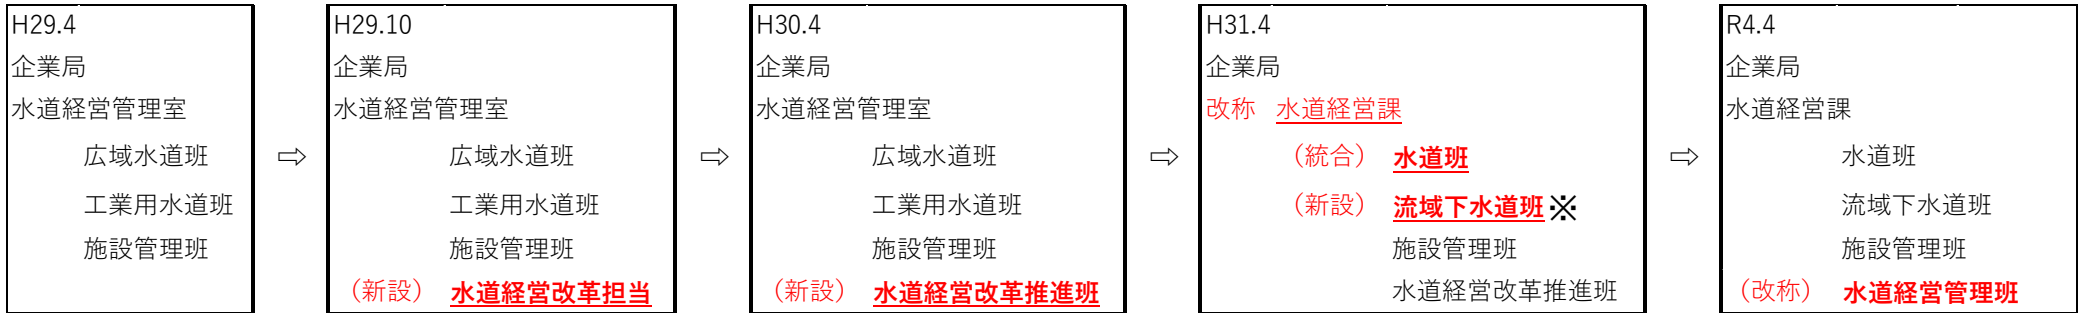 H29.4
企業局
水道経営管理室
広域水道班
工業用水道班
施設管理班
⇨
H29.10
企業局
水道経営管理室
広域水道班
工業用水道班
施設管理班
（新設） 水道経営改革担当
⇨
H30.4
企業局
水道経営管理室
広域水道班
工業用水道班
施設管理班
（新設） 水道経営改革推進班
⇨
H31.4
企業局
改称 水道経営課
（統合） 水道班
（新設） 流域下水道班※
施設管理班
水道経営改革推進班
⇨
R4.4
企業局
水道経営課
水道班
流域下水道班
施設管理班
（改称） 水道経営管理班